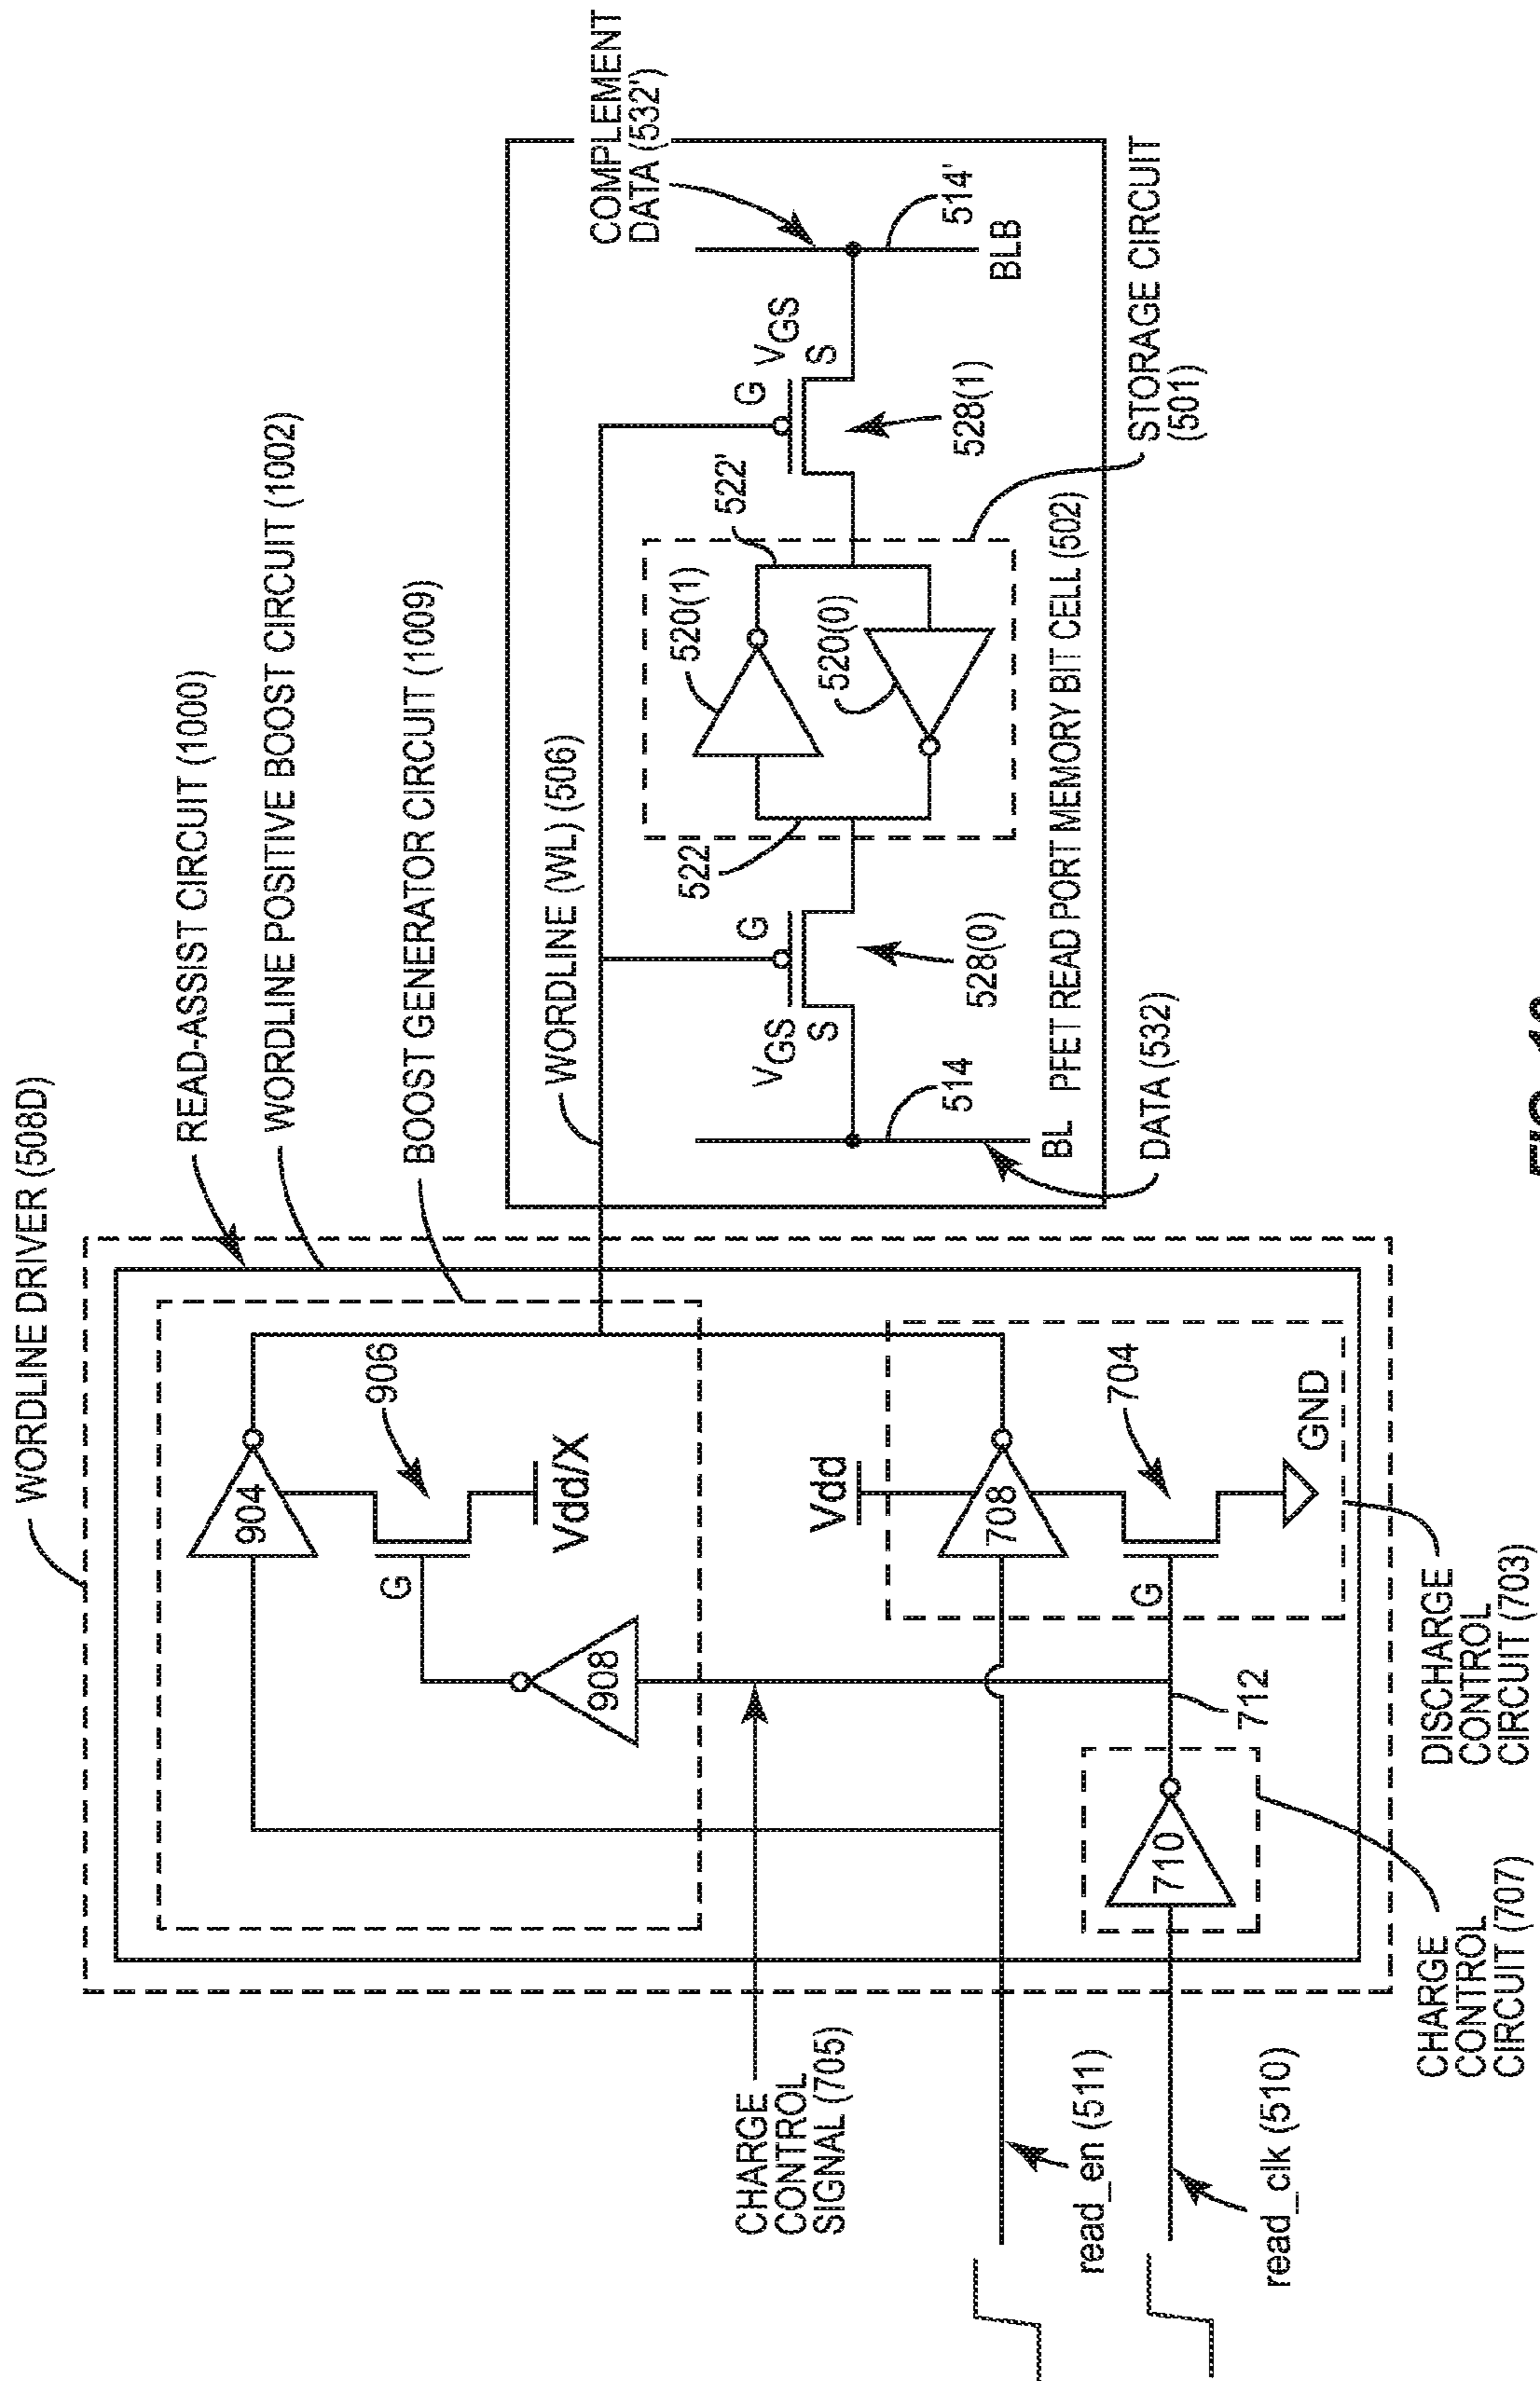 WORDLINE DRIVER (508D)
READ-ASSIST CIRCUIT (1000)
WORDLINE POSITIVE BOOST CIRCUIT (1002)
BOOST GENERATOR CIRCUIT (1009)
WORDLINE (WL) (506)
904
906
G
Vdd/X
908
Vdd
708
704
G
GND
710
712
CHARGE
CONTROL
SIGNAL (705)
read_en (511)
read_clk (510)
CHARGE
CONTROL
CIRCUIT (707)
DISCHARGE
CONTROL
CIRCUIT (703)
COMPLEMENT
DATA (532')
VGS
G
S
528(0)
522
520(1)
520(0)
522'
G
VGS
S
528(1)
514'
BLB
514
BL
PFET READ PORT MEMORY BIT CELL (502)
DATA (532)
STORAGE CIRCUIT
(501)